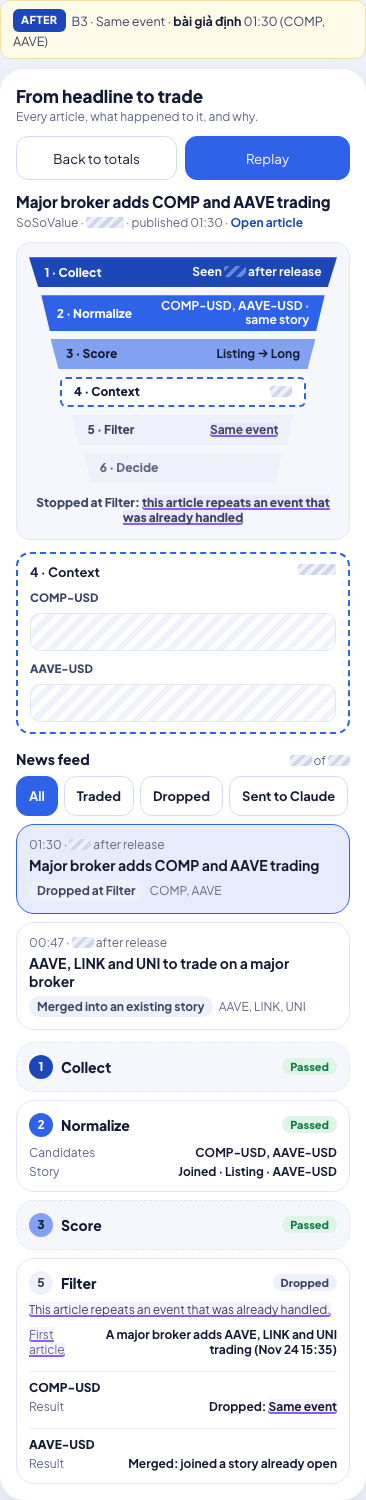 AFTER B3 · Same event · bài giả định 01:30 (COMP,
AAVE)
From headline to trade
Every article, what happened to it, and why.
Back to totals
Replay
Major broker adds COMP and AAVE trading
SoSoValue · · published 01:30 · Open article
1 · Collect
Seen after release
2 · Normalize
COMP-USD, AAVE-USD ·
same story
3 · Score
Listing → Long
4 · Context
5 · Filter
Same event
6 · Decide
Stopped at Filter: this article repeats an event that
was already handled
4 · Context
COMP-USD
AAVE-USD
News feed
of
All
Traded
Dropped
Sent to Claude
01:30 · after release
Major broker adds COMP and AAVE trading
Dropped at Filter COMP, AAVE
00:47 · after release
AAVE, LINK and UNI to trade on a major
broker
Merged into an existing story AAVE, LINK, UNI
1 Collect Passed
2 Normalize Passed
Candidates COMP-USD, AAVE-USD
Story Joined · Listing · AAVE-USD
3 Score Passed
5 Filter Dropped
This article repeats an event that was already handled.
First
article
A major broker adds AAVE, LINK and UNI
trading (Nov 24 15:35)
COMP-USD
Result Dropped: Same event
AAVE-USD
Result Merged: joined a story already open